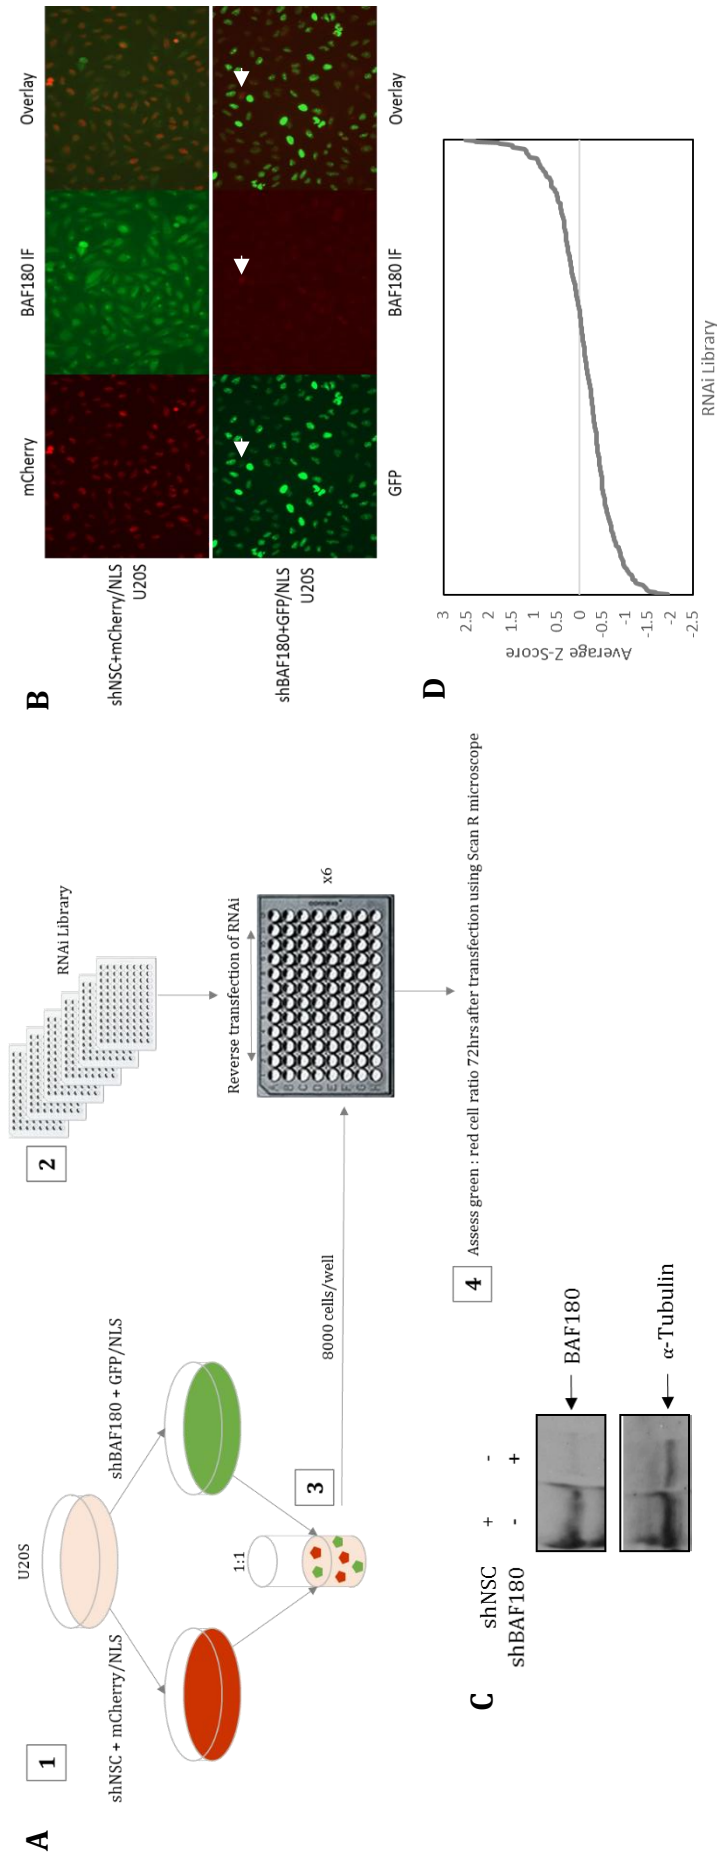 A
1
U20S
shNSC + mCherry/NLS
shBAF180 + GFP/NLS
1:1
3
8000 cells/well
2
RNAi Library
Reverse transfection of RNAi
x6
4
Assess green : red cell ratio 72hrs after transfection using Scan R microscope
B
mCherry
BAF180 IF
Overlay
shNSC+mCherry/NLS
U20S
shBAF180+GFP/NLS
U20S
GFP
BAF180 IF
Overlay
C
shNSC + -
shBAF180 - +
BAF180
α-Tubulin
D
Average Z-Score
3
2.5
2
1.5
1
0.5
0
-0.5
-1
-1.5
-2
-2.5
RNAi Library